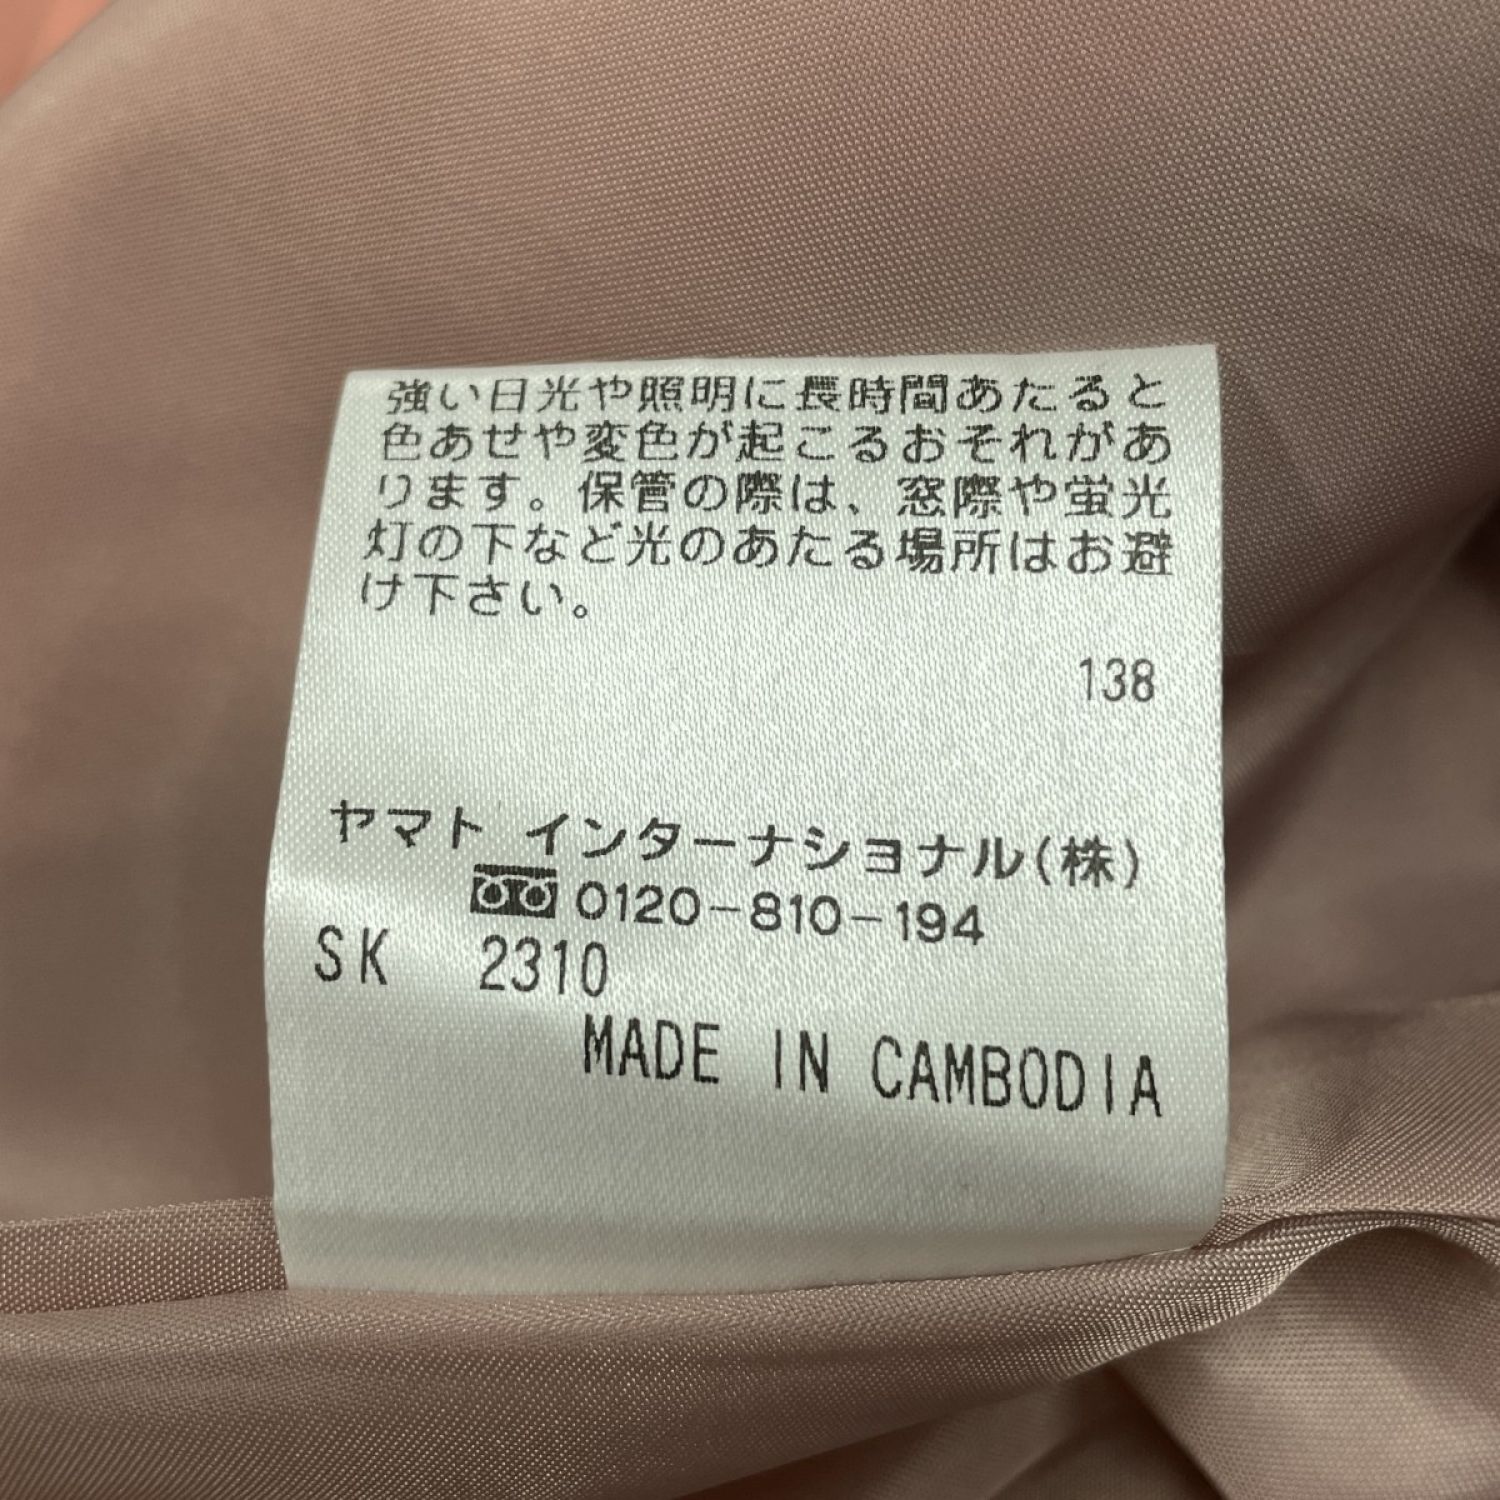 強い日光や照明に長時間あたると
色あせや変色が起こるおそれがあ
ります。保管の際は、窓際や蛍光
灯の下など光のあたる場所はお避
け下さい。
138
ヤマト インターナショナル(株)
0120-810-194
SK 2310
MADE IN CAMBODIA